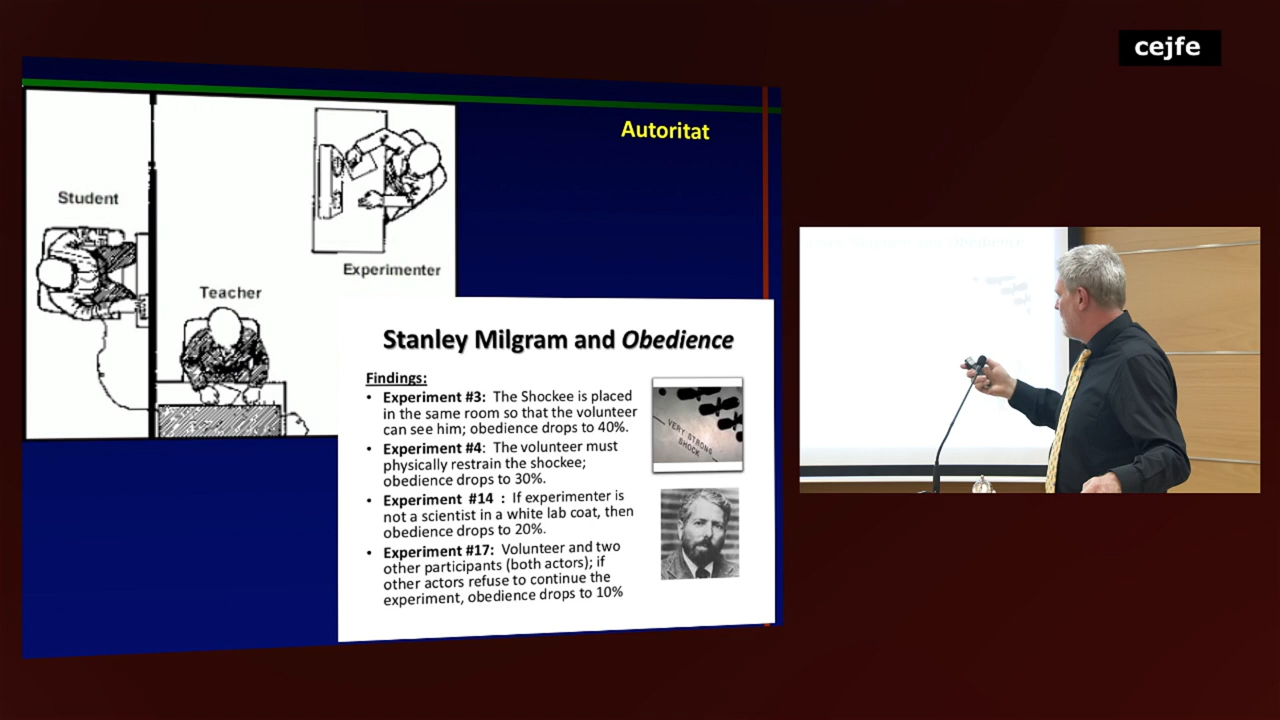 cejfe
Autoritat
Student
Experimenter
Teacher
Stanley Milgram and Obedience
Findings:
• Experiment #3: The Shockee is placed
in the same room so that the volunteer
can see him; obedience drops to 40%.
• Experiment #4: The volunteer must
physically restrain the shockee;
obedience drops to 30%.
• Experiment #14 : If experimenter is
not a scientist in a white lab coat, then
obedience drops to 20%.
• Experiment #17: Volunteer and two
other participants (both actors); if
other actors refuse to continue the
experiment, obedience drops to 10%
VERY STRONG
SHOCK